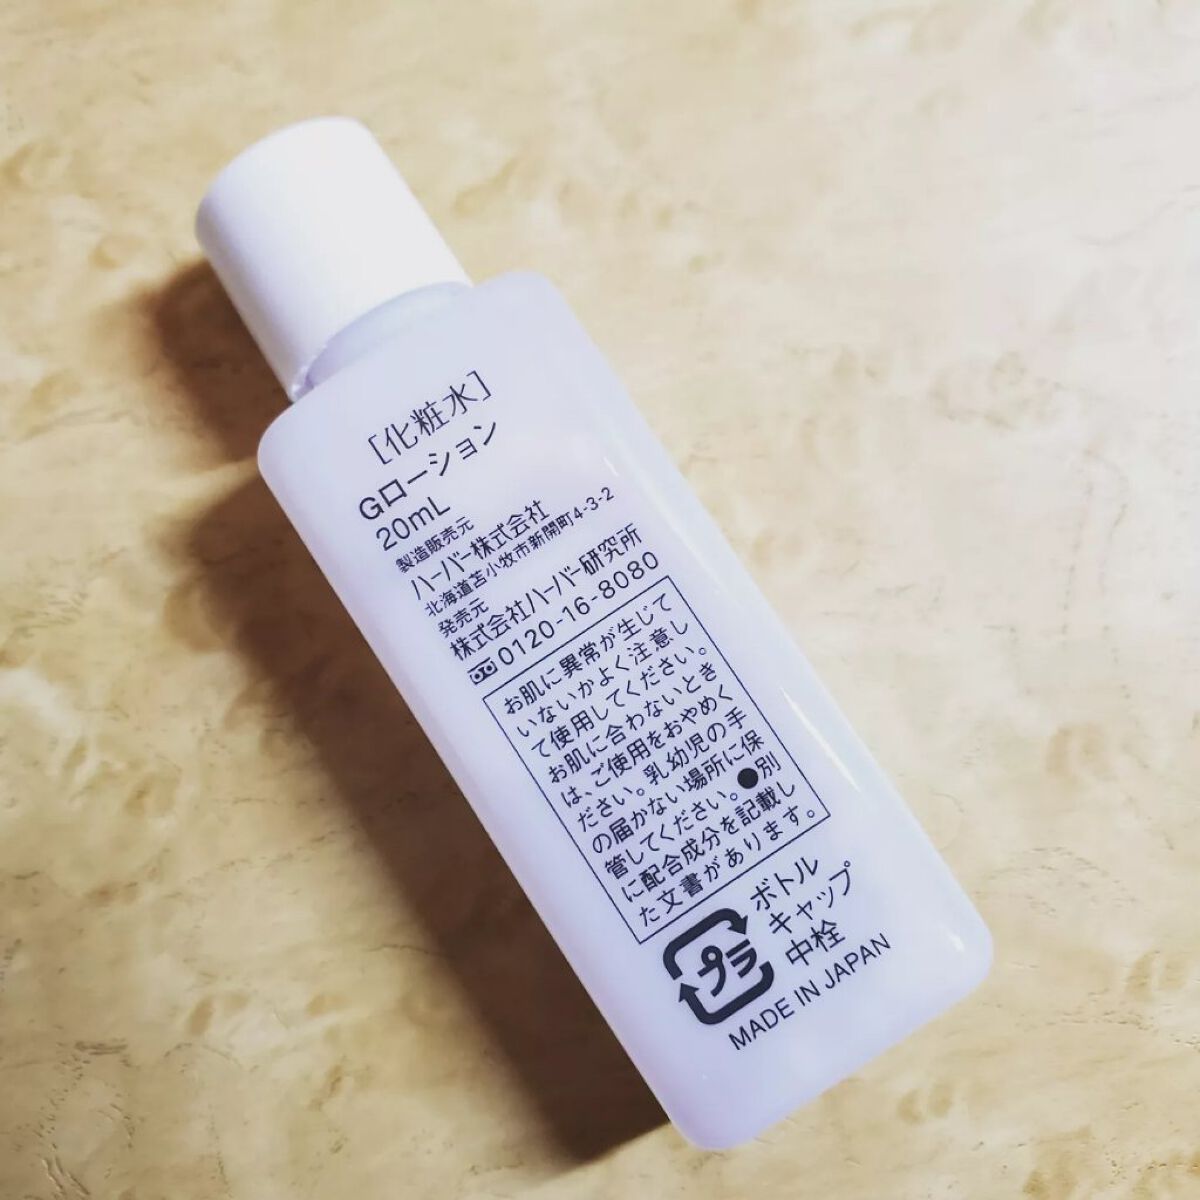 [化粧水]
Gローション
20mL
製造販売元
ハーバー株式会社
北海道苫小牧市新開町4-3-2
発売元
株式会社ハーバー研究所
0120-16-8080
お肌に異常が生じて
いないかよく注意し
て使用してください。
お肌に合わないとき
は、ご使用をおやめく
ださい。乳幼児の手
の届かない場所に保
管してください。●別
に配合成分を記載し
た文書があります。
プラ
ボトル
キャップ
中栓
MADE IN JAPAN